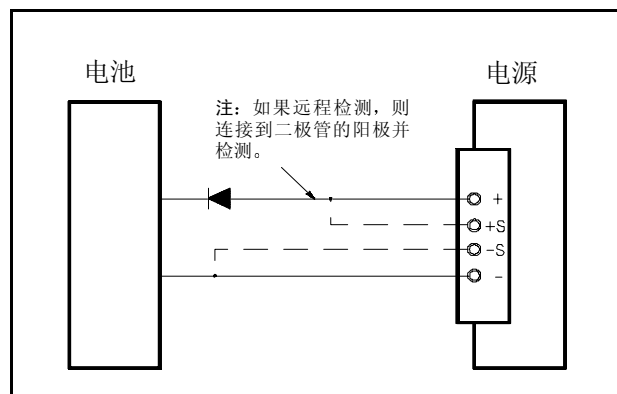 电池
电源
注：如果远程检测，则
连接到二极管的阳极并
检测。
+
+S
-S
-